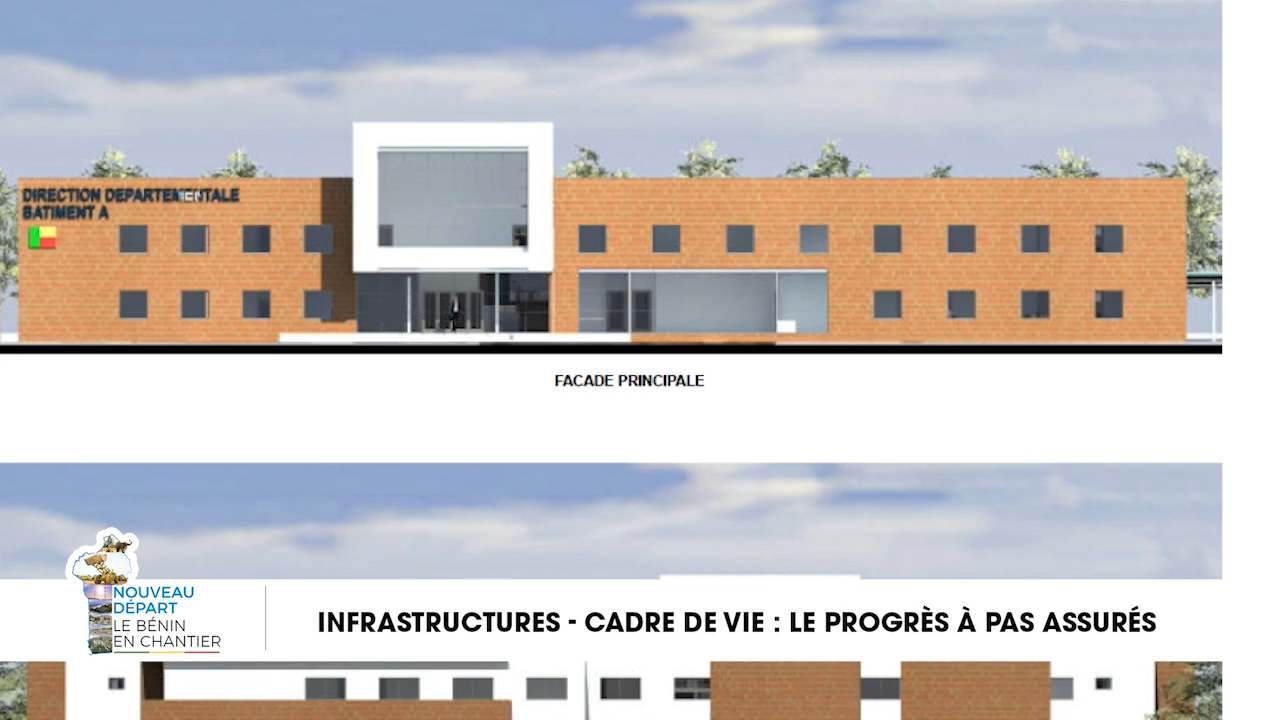 DIRECTION DEPARTEMENTALE
BATIMENT A
FACADE PRINCIPALE
NOUVEAU
DÉPART
LE BÉNIN
EN CHANTIER
INFRASTRUCTURES - CADRE DE VIE : LE PROGRÈS À PAS ASSURÉS